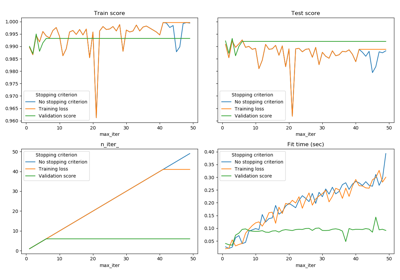 Train score
Test score
1.000
0.995
0.990
0.985
0.980
0.975
0.970
0.965
0.960
Stopping criterion
No stopping criterion
Training loss
Validation score
0 10 20 30 40 50
max_iter
Stopping criterion
No stopping criterion
Training loss
Validation score
0 10 20 30 40 50
max_iter
n_iter_
Fit time (sec)
50
40
30
20
10
0
Stopping criterion
No stopping criterion
Training loss
Validation score
0 10 20 30 40 50
max_iter
0.40
0.35
0.30
0.25
0.20
0.15
0.10
0.05
Stopping criterion
No stopping criterion
Training loss
Validation score
0 10 20 30 40 50
max_iter